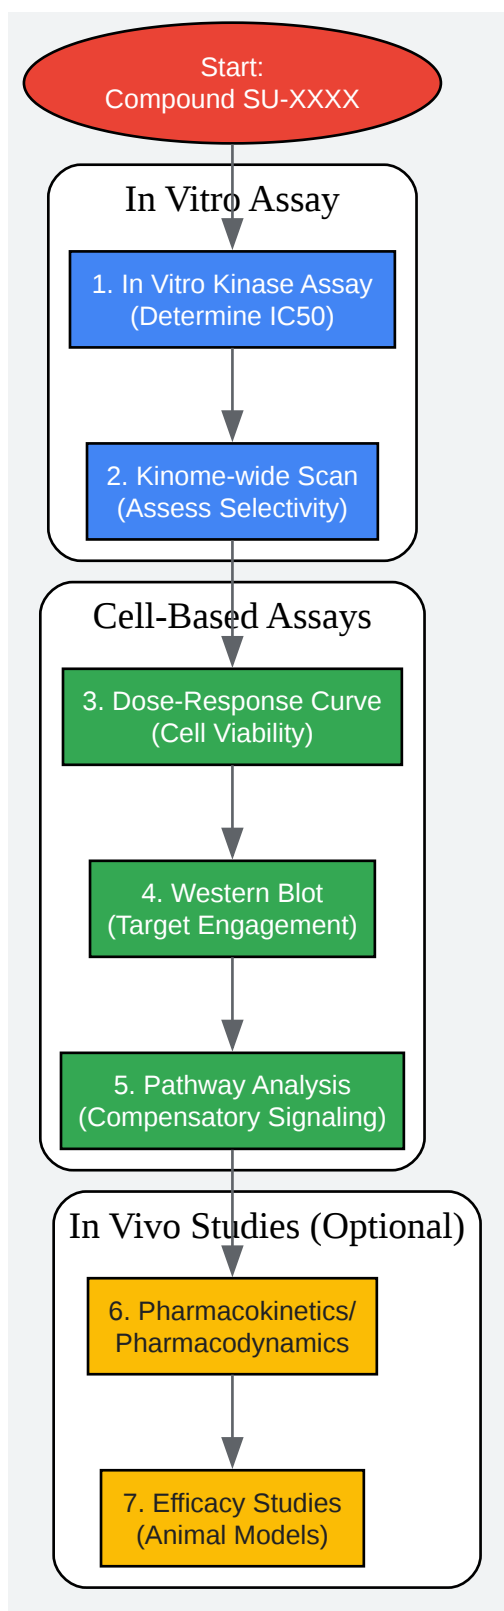 Start:
Compound SU-XXXX
In Vitro Assay
1. In Vitro Kinase Assay
(Determine IC50)
2. Kinome-wide Scan
(Assess Selectivity)
Cell-Based Assays
3. Dose-Response Curve
(Cell Viability)
4. Western Blot
(Target Engagement)
5. Pathway Analysis
(Compensatory Signaling)
In Vivo Studies (Optional)
6. Pharmacokinetics/
Pharmacodynamics
7. Efficacy Studies
(Animal Models)